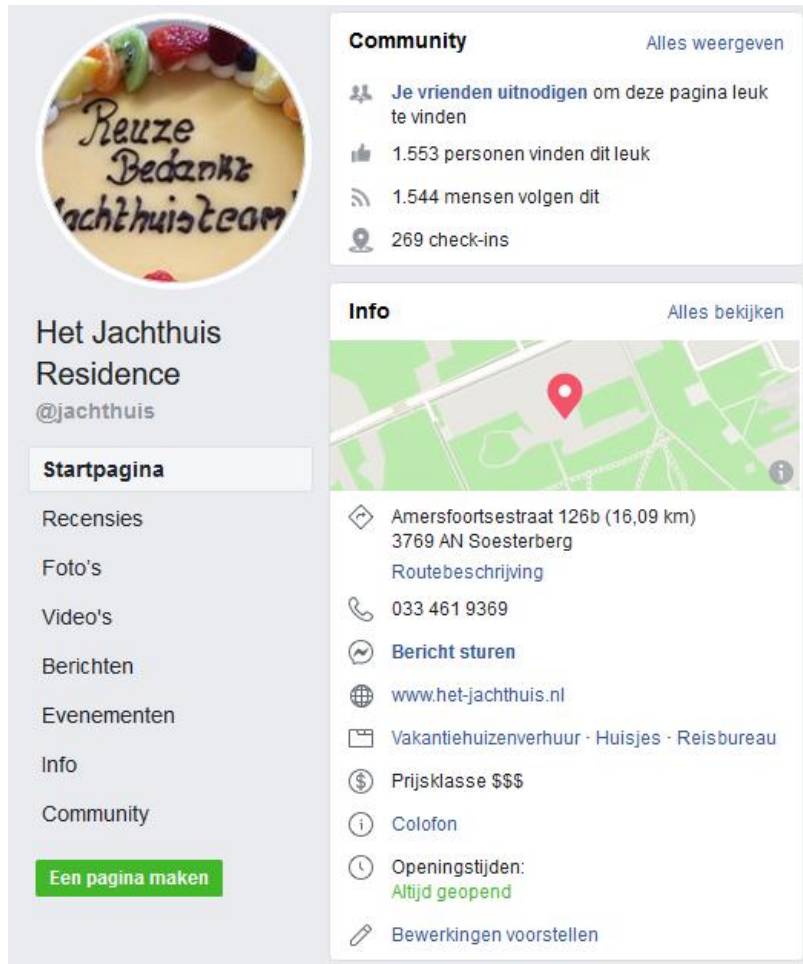 Reuze
Bedankt
Jachthuisteam
Het Jachthuis
Residence
@jachthuis
Startpagina
Recensies
Foto's
Video's
Berichten
Evenementen
Info
Community
Een pagina maken
Community
Alles weergeven
Je vrienden uitnodigen om deze pagina leuk
te vinden
1.553 personen vinden dit leuk
1.544 mensen volgen dit
269 check-ins
Info
Alles bekijken
Amersfoortsestraat 126b (16,09 km)
3769 AN Soesterberg
Routebeschrijving
033 461 9369
Bericht sturen
www.het-jachthuis.nl
Vakantiehuizenverhuur · Huisjes · Reisbureau
Prijsklasse $$$
Colofon
Openingstijden:
Altijd geopend
Bewerkingen voorstellen